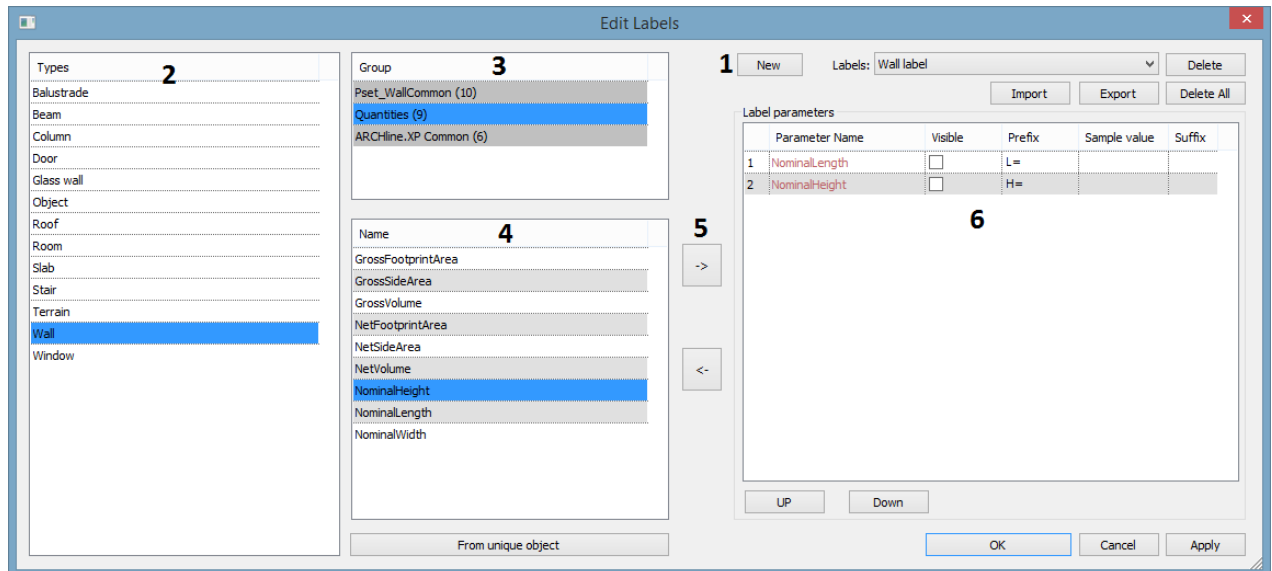 Edit Labels
Types 2
Balustrade
Beam
Column
Door
Glass wall
Object
Roof
Room
Slab
Stair
Terrain
Wall
Window
Group 3
Pset_WallCommon (10)
Quantities (9)
ARCHline.XP Common (6)
Name 4
GrossFootprintArea
GrossSideArea
GrossVolume
NetFootprintArea
NetSideArea
NetVolume
NominalHeight
NominalLength
NominalWidth
From unique object
5
->
<-
1 New Labels: Wall label Delete
Import Export Delete All
Label parameters
Parameter Name Visible Prefix Sample value Suffix
1 NominalLength L=
2 NominalHeight H=
6
UP Down
OK Cancel Apply